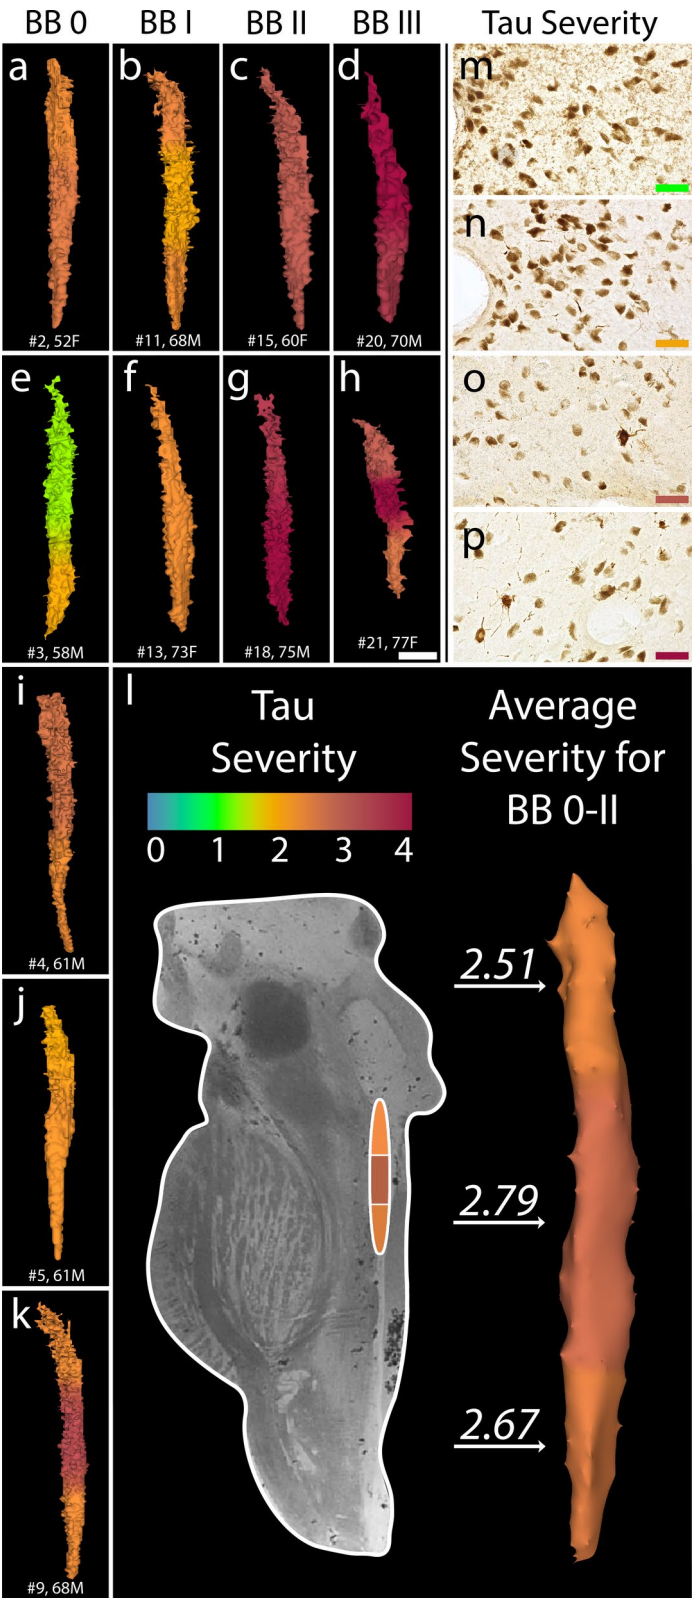 BB 0 BB I BB II BB III Tau Severity
a b c d m
#2, 52F #11, 68M #15, 60F #20, 70M
n
e f g h o
#3, 58M #13, 73F #18, 75M #21, 77F
p
i l
Tau
Severity
0 1 2 3 4
Average
Severity for
BB 0-II
#4, 61M
2.51
j
2.79
#5, 61M
k
2.67
#9, 68M